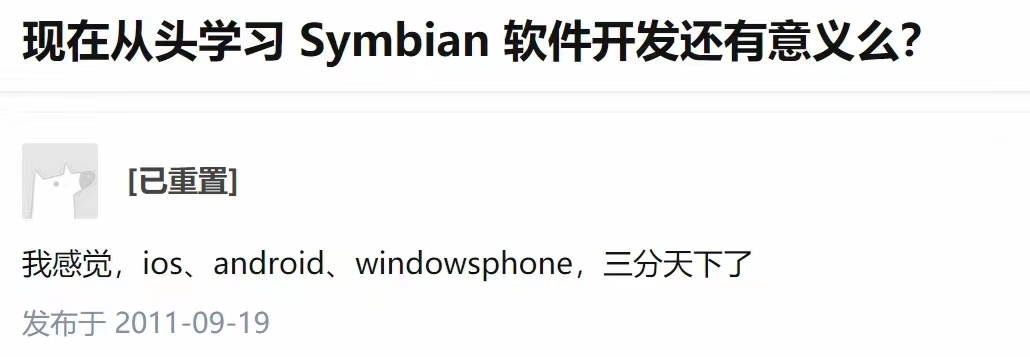 现在从头学习 Symbian 软件开发还有意义么？
[已重置]
我感觉，ios、android、windowsphone，三分天下了
发布于 2011-09-19